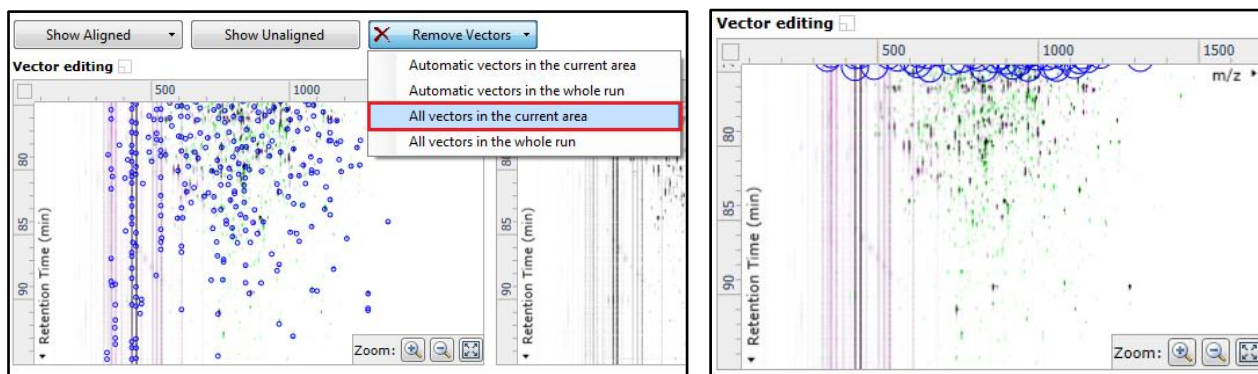 Show Aligned
Show Unaligned
Remove Vectors
Automatic vectors in the current area
Automatic vectors in the whole run
All vectors in the current area
All vectors in the whole run
Vector editing
500 1000
80
85
90
Retention Time (min)
Zoom:
80
85
90
Retention Time (min)
Vector editing
500 1000 1500
m/z
80
85
90
Retention Time (min)
Zoom: